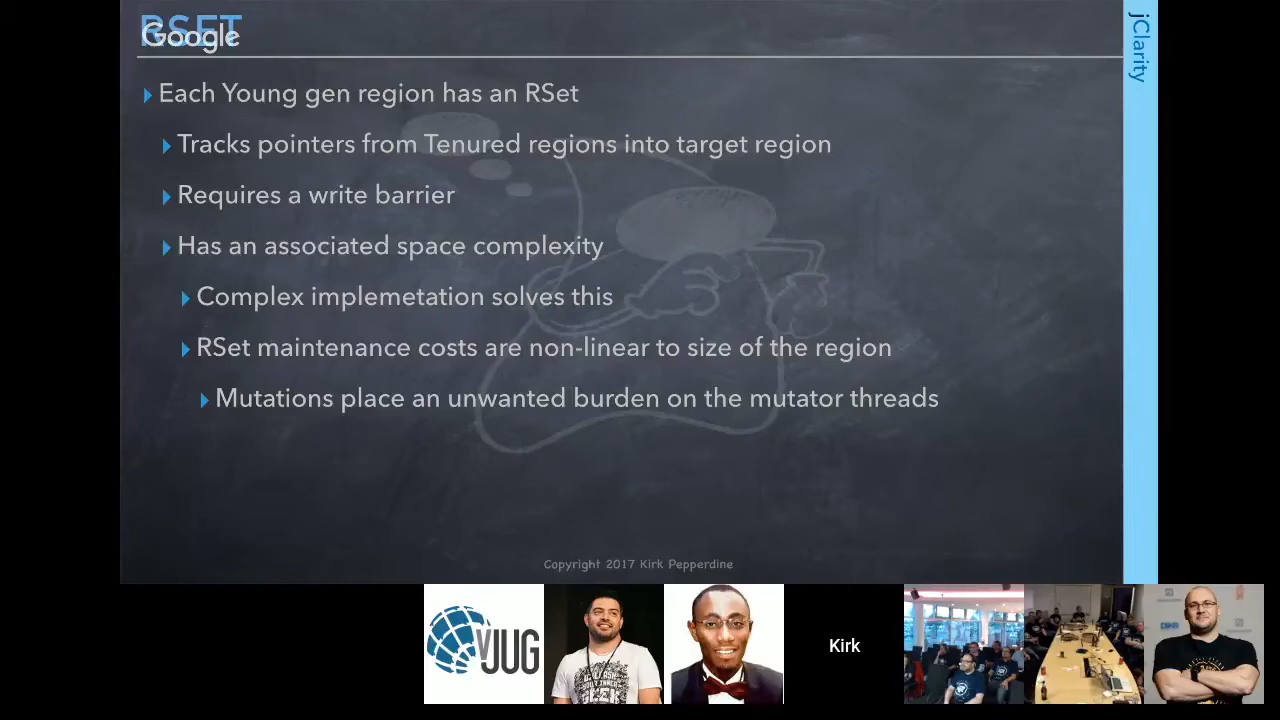 RSET
Google
jClarity
Each Young gen region has an RSet
Tracks pointers from Tenured regions into target region
Requires a write barrier
Has an associated space complexity
Complex implemetation solves this
RSet maintenance costs are non-linear to size of the region
Mutations place an unwanted burden on the mutator threads
Copyright 2017 Kirk Pepperdine
vJUG
Kirk